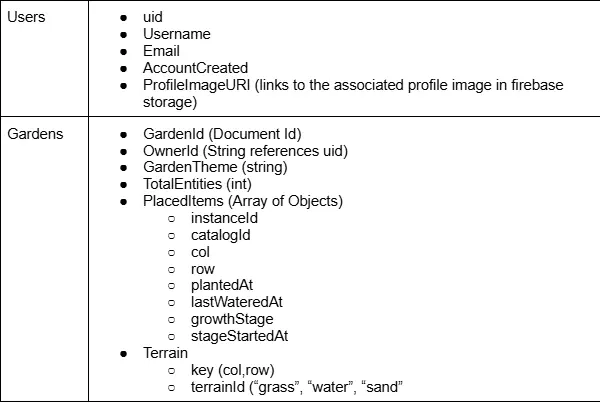 Users
● uid
● Username
● Email
● AccountCreated
● ProfileImageURI (links to the associated profile image in firebase
storage)
Gardens
● GardenId (Document Id)
● OwnerId (String references uid)
● GardenTheme (string)
● TotalEntities (int)
● PlacedItems (Array of Objects)
○ instanceId
○ catalogId
○ col
○ row
○ plantedAt
○ lastWateredAt
○ growthStage
○ stageStartedAt
● Terrain
○ key (col,row)
○ terrainId (“grass”, “water”, “sand”